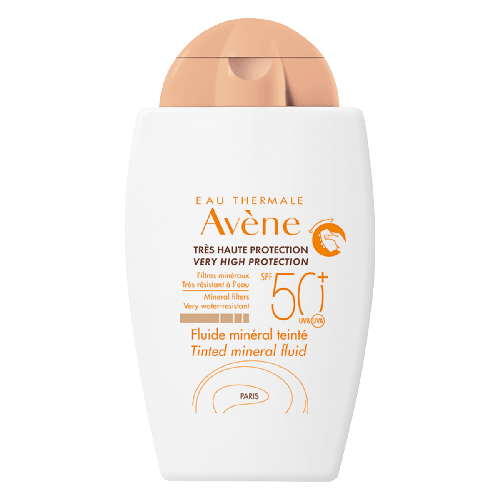 EAU THERMALE
Avène
TRÈS HAUTE PROTECTION
VERY HIGH PROTECTION
Filtres minéraux
Très résistant à l'eau
Mineral filters
Very water-resistant
SPF 50+
UVB UVA
Fluide minéral teinté
Tinted mineral fluid
PARIS